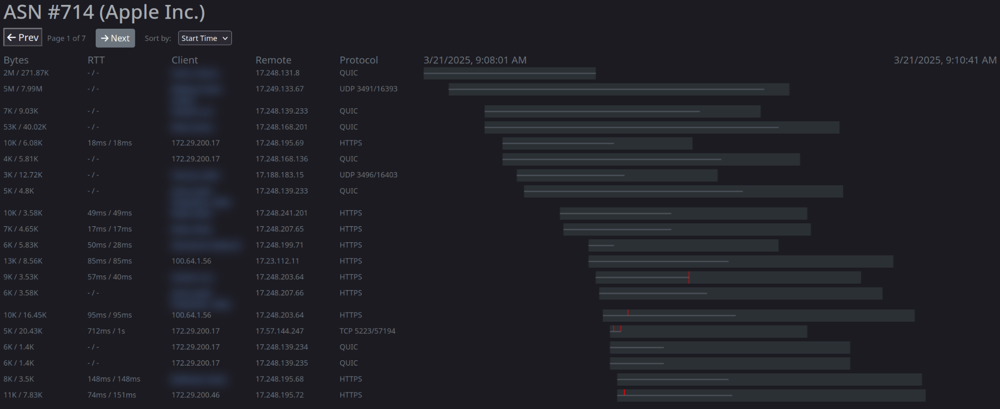 ASN #714 (Apple Inc.)
← Prev Page 1 of 7 → Next Sort by: Start Time
Bytes RTT Client Remote Protocol 3/21/2025, 9:08:01 AM 3/21/2025, 9:10:41 AM
2M / 271.87K - / - 17.248.131.8 QUIC
5M / 7.99M - / - 17.249.133.67 UDP 3491/16393
7K / 9.03K - / - 17.248.139.233 QUIC
53K / 40.02K - / - 17.248.168.201 QUIC
10K / 6.08K 18ms / 18ms 172.29.200.17 17.248.195.69 HTTPS
4K / 5.81K - / - 172.29.200.17 17.248.168.136 QUIC
3K / 12.72K - / - 17.188.183.15 UDP 3496/16403
5K / 4.8K - / - 17.248.139.233 QUIC
10K / 3.58K 49ms / 49ms 17.248.241.201 HTTPS
7K / 4.65K 17ms / 17ms 17.248.207.65 HTTPS
6K / 5.83K 50ms / 28ms 17.248.199.71 HTTPS
13K / 8.56K 85ms / 85ms 100.64.1.56 17.23.112.11 HTTPS
9K / 3.53K 57ms / 40ms 17.248.203.64 HTTPS
6K / 3.58K - / - 17.248.207.66 HTTPS
10K / 16.45K 95ms / 95ms 100.64.1.56 17.248.203.64 HTTPS
5K / 20.43K 712ms / 1s 172.29.200.17 17.57.144.247 TCP 5223/57194
6K / 1.4K - / - 172.29.200.17 17.248.139.234 QUIC
6K / 1.4K - / - 172.29.200.17 17.248.139.235 QUIC
8K / 3.5K 148ms / 148ms 17.248.195.68 HTTPS
11K / 7.83K 74ms / 151ms 172.29.200.46 17.248.195.72 HTTPS